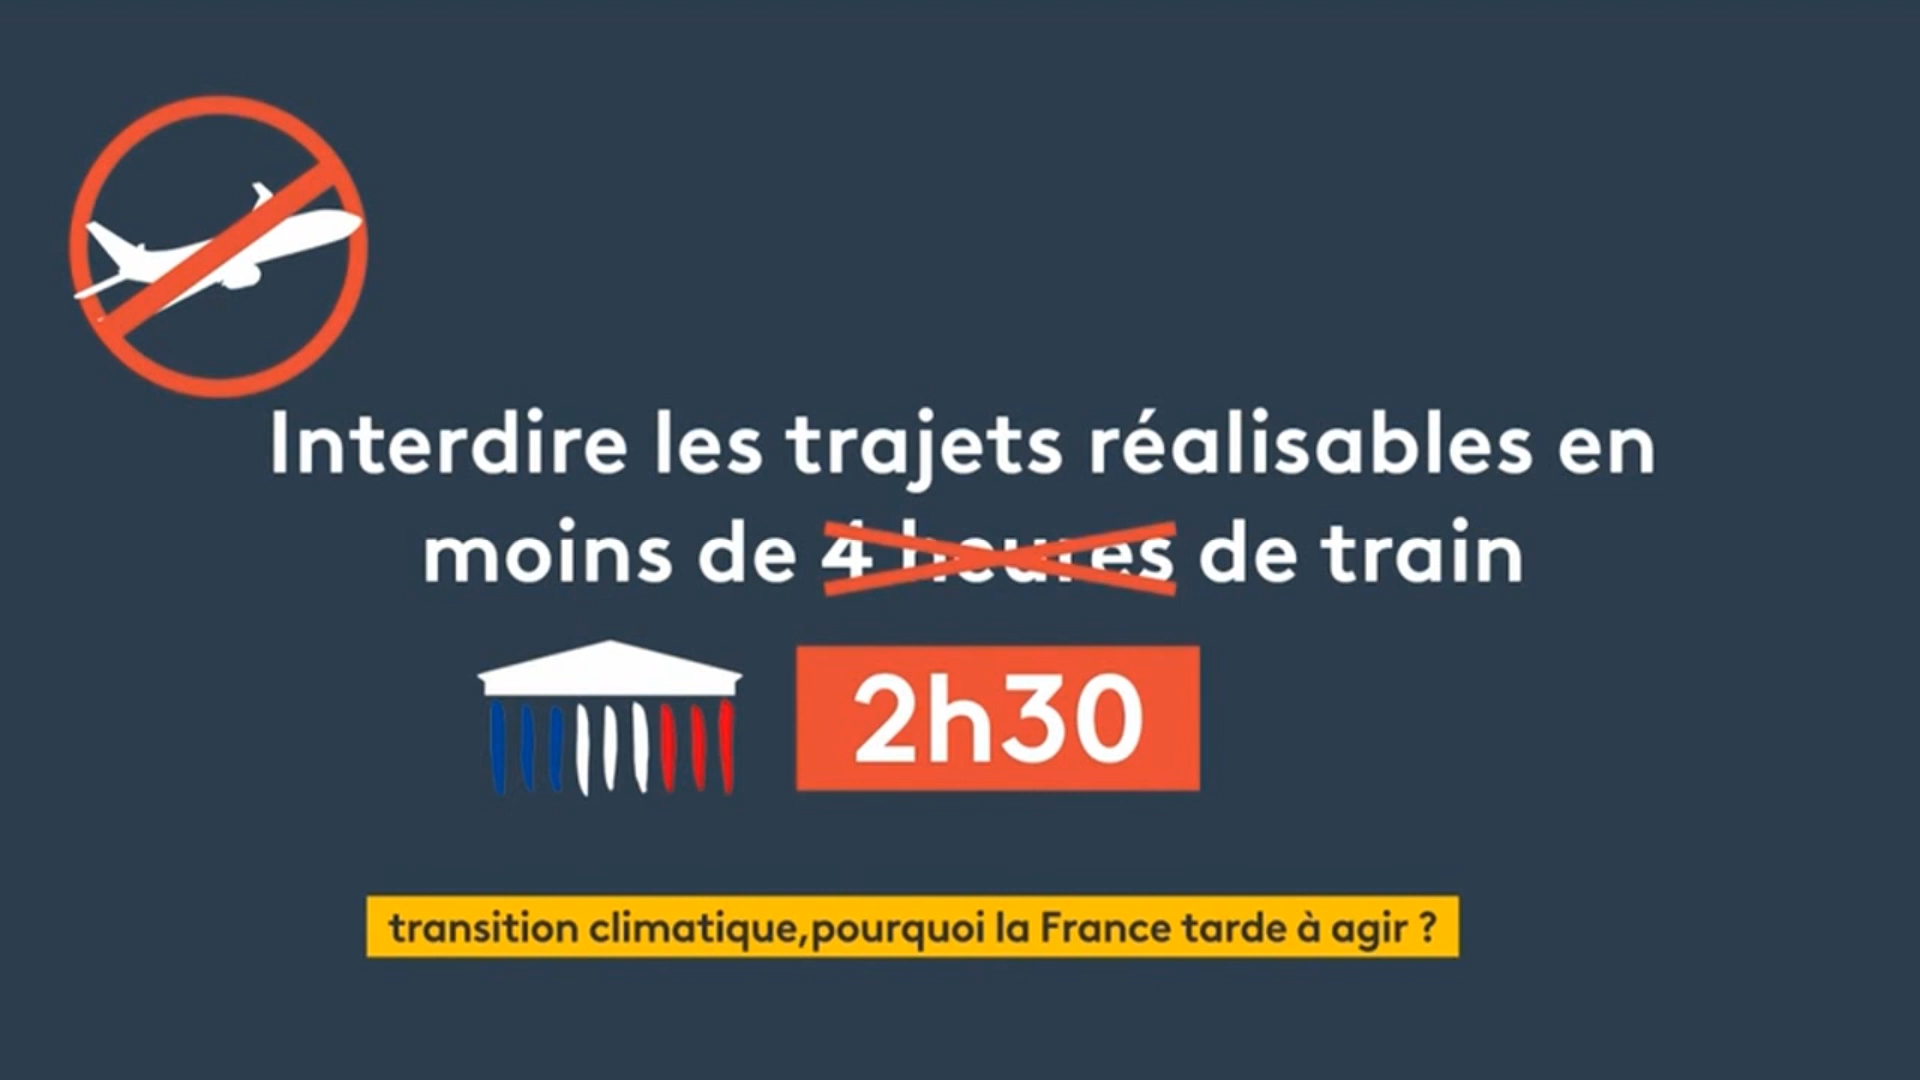 Interdire les trajets réalisables en
moins de 4 heures de train
2h30
transition climatique,pourquoi la France tarde à agir ?